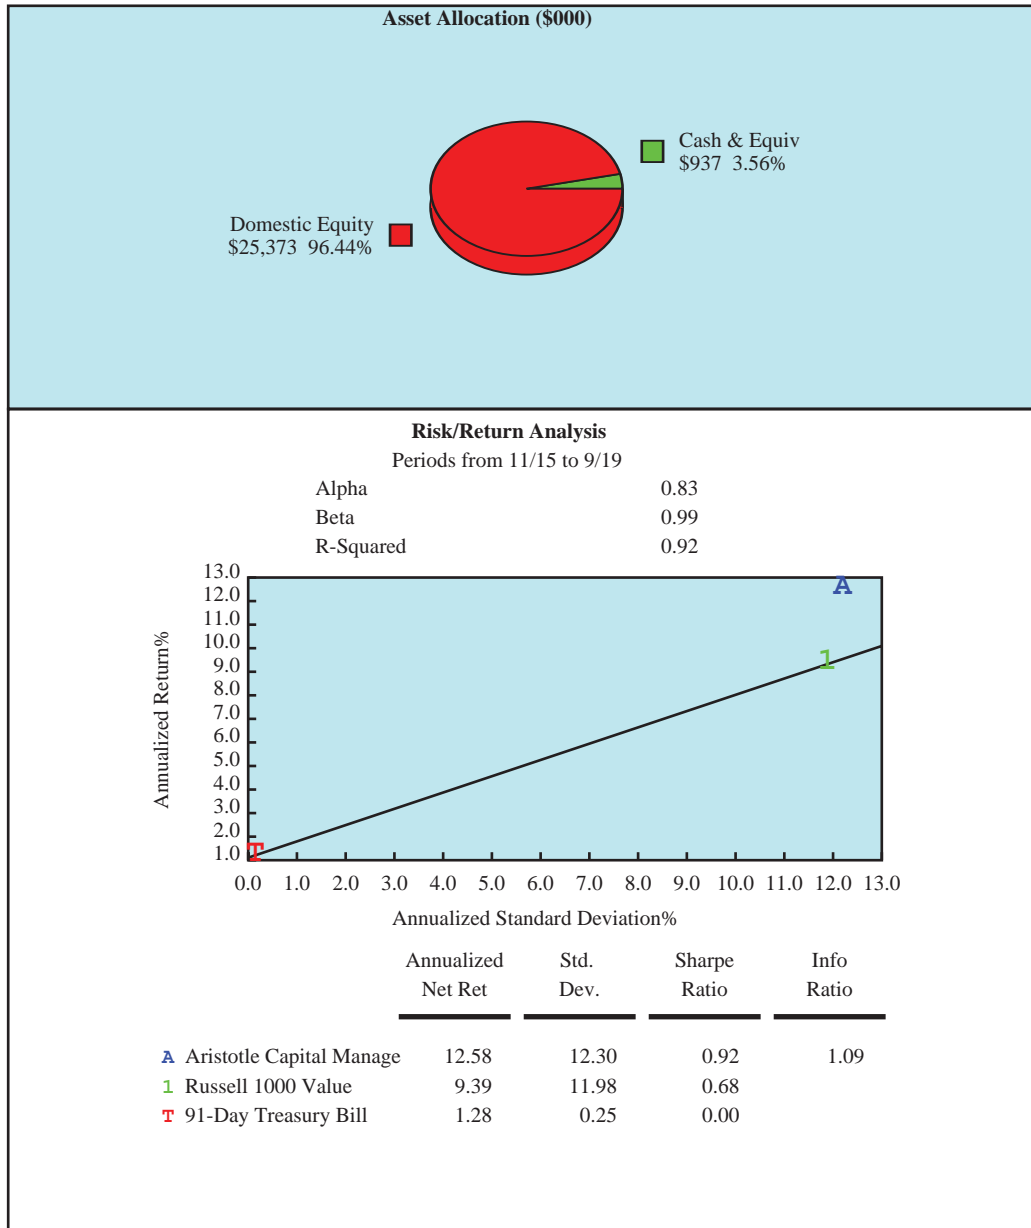 Asset Allocation ($000)
Cash & Equiv
$937 3.56%
Domestic Equity
$25,373 96.44%
Risk/Return Analysis
Periods from 11/15 to 9/19
Alpha 0.83
Beta 0.99
R-Squared 0.92
13.0
12.0
11.0
10.0
9.0
8.0
7.0
6.0
5.0
4.0
3.0
2.0
1.0
Annualized Return%
A
1
T
0.0 1.0 2.0 3.0 4.0 5.0 6.0 7.0 8.0 9.0 10.0 11.0 12.0 13.0
Annualized Standard Deviation%
Annualized Std. Sharpe Info
Net Ret Dev. Ratio Ratio
A Aristotle Capital Manage 12.58 12.30 0.92 1.09
1 Russell 1000 Value 9.39 11.98 0.68
T 91-Day Treasury Bill 1.28 0.25 0.00